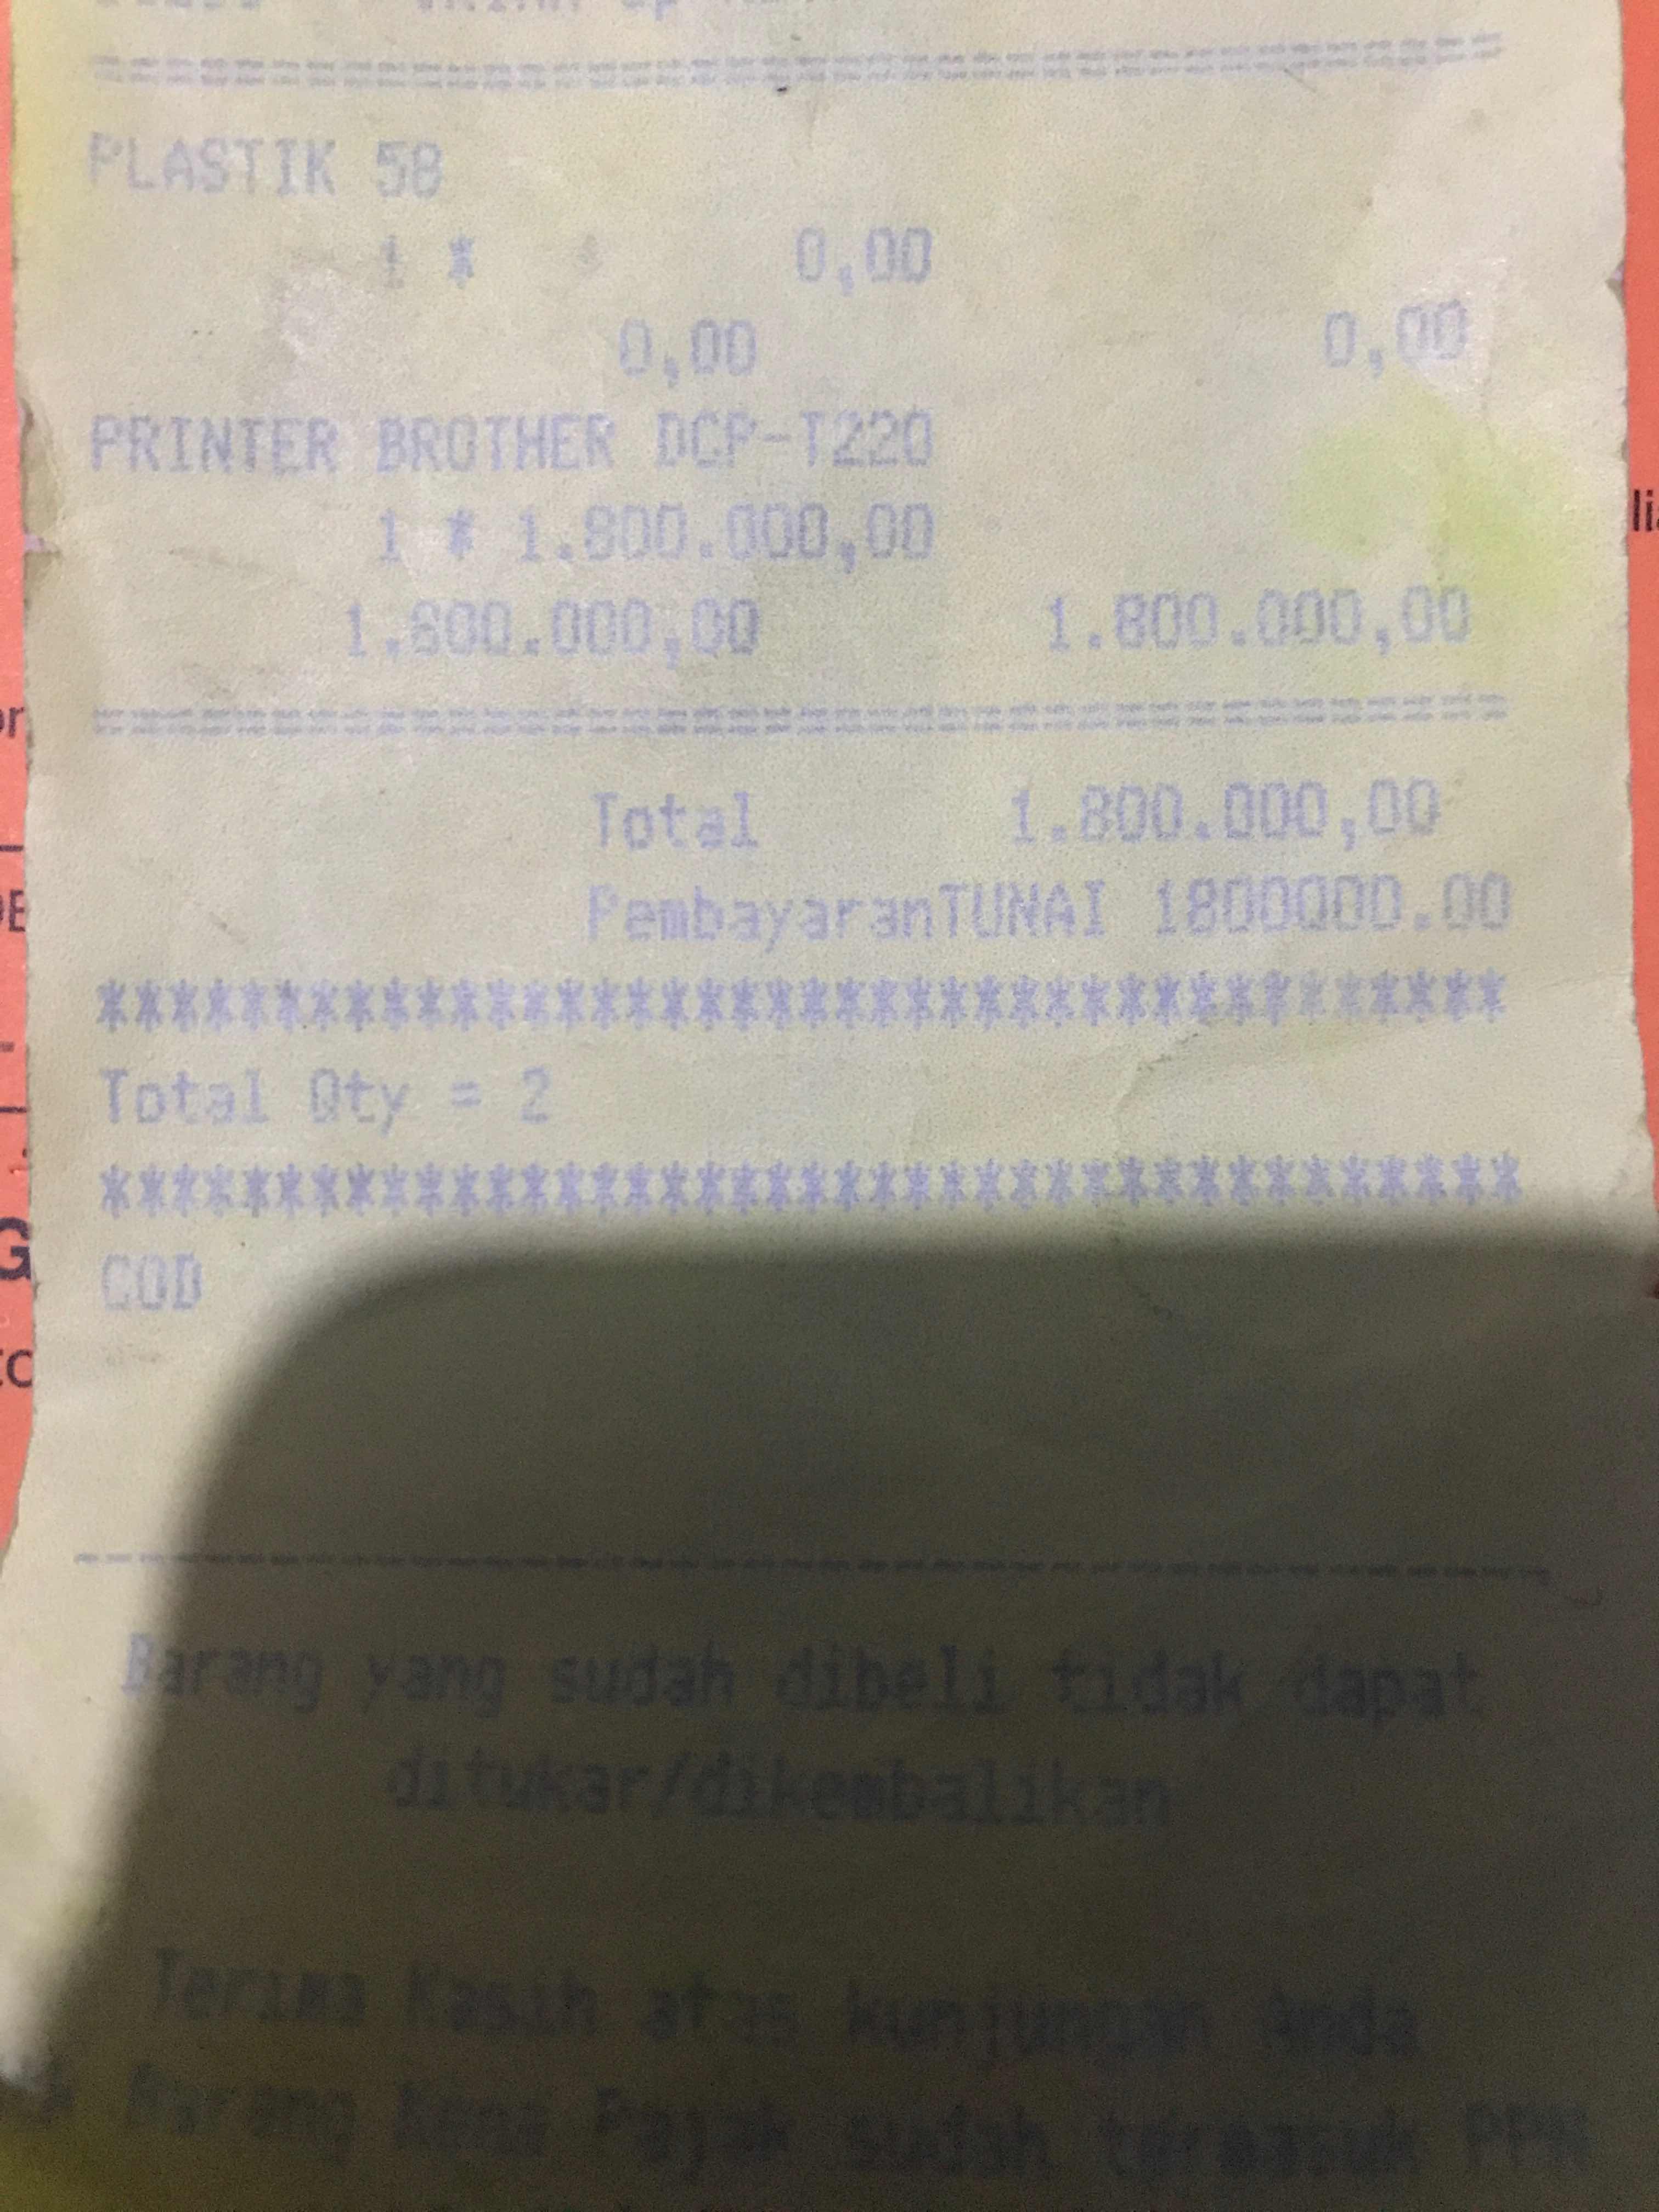 PLASTIK 58
1 * 0,00
0,00 0,00
PRINTER BROTHER DCP-T220
1 * 1.800.000,00
1.800.000,00 1.800.000,00
Total 1.800.000,00
PembayaranTUNAI 1800000.00
************************************
Total Qty = 2
************************************
COD
Barang yang sudah dibeli tidak dapat
ditukar/dikembalikan
Terima Kasih atas kunjungan Anda
Barang Kena Pajak sudah termasuk PPN